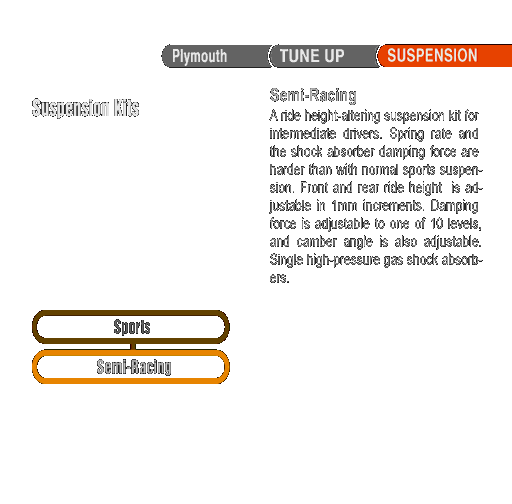 Plymouth TUNE UP SUSPENSION
Suspension Kits
Semi-Racing
A ride height-altering suspension kit for
intermediate drivers. Spring rate and
the shock absorber damping force are
harder than with normal sports suspen-
sion. Front and rear ride height is ad-
justable in 1mm increments. Damping
force is adjustable to one of 10 levels,
and camber angle is also adjustable.
Single high-pressure gas shock absorb-
ers.
Sports
Semi-Racing